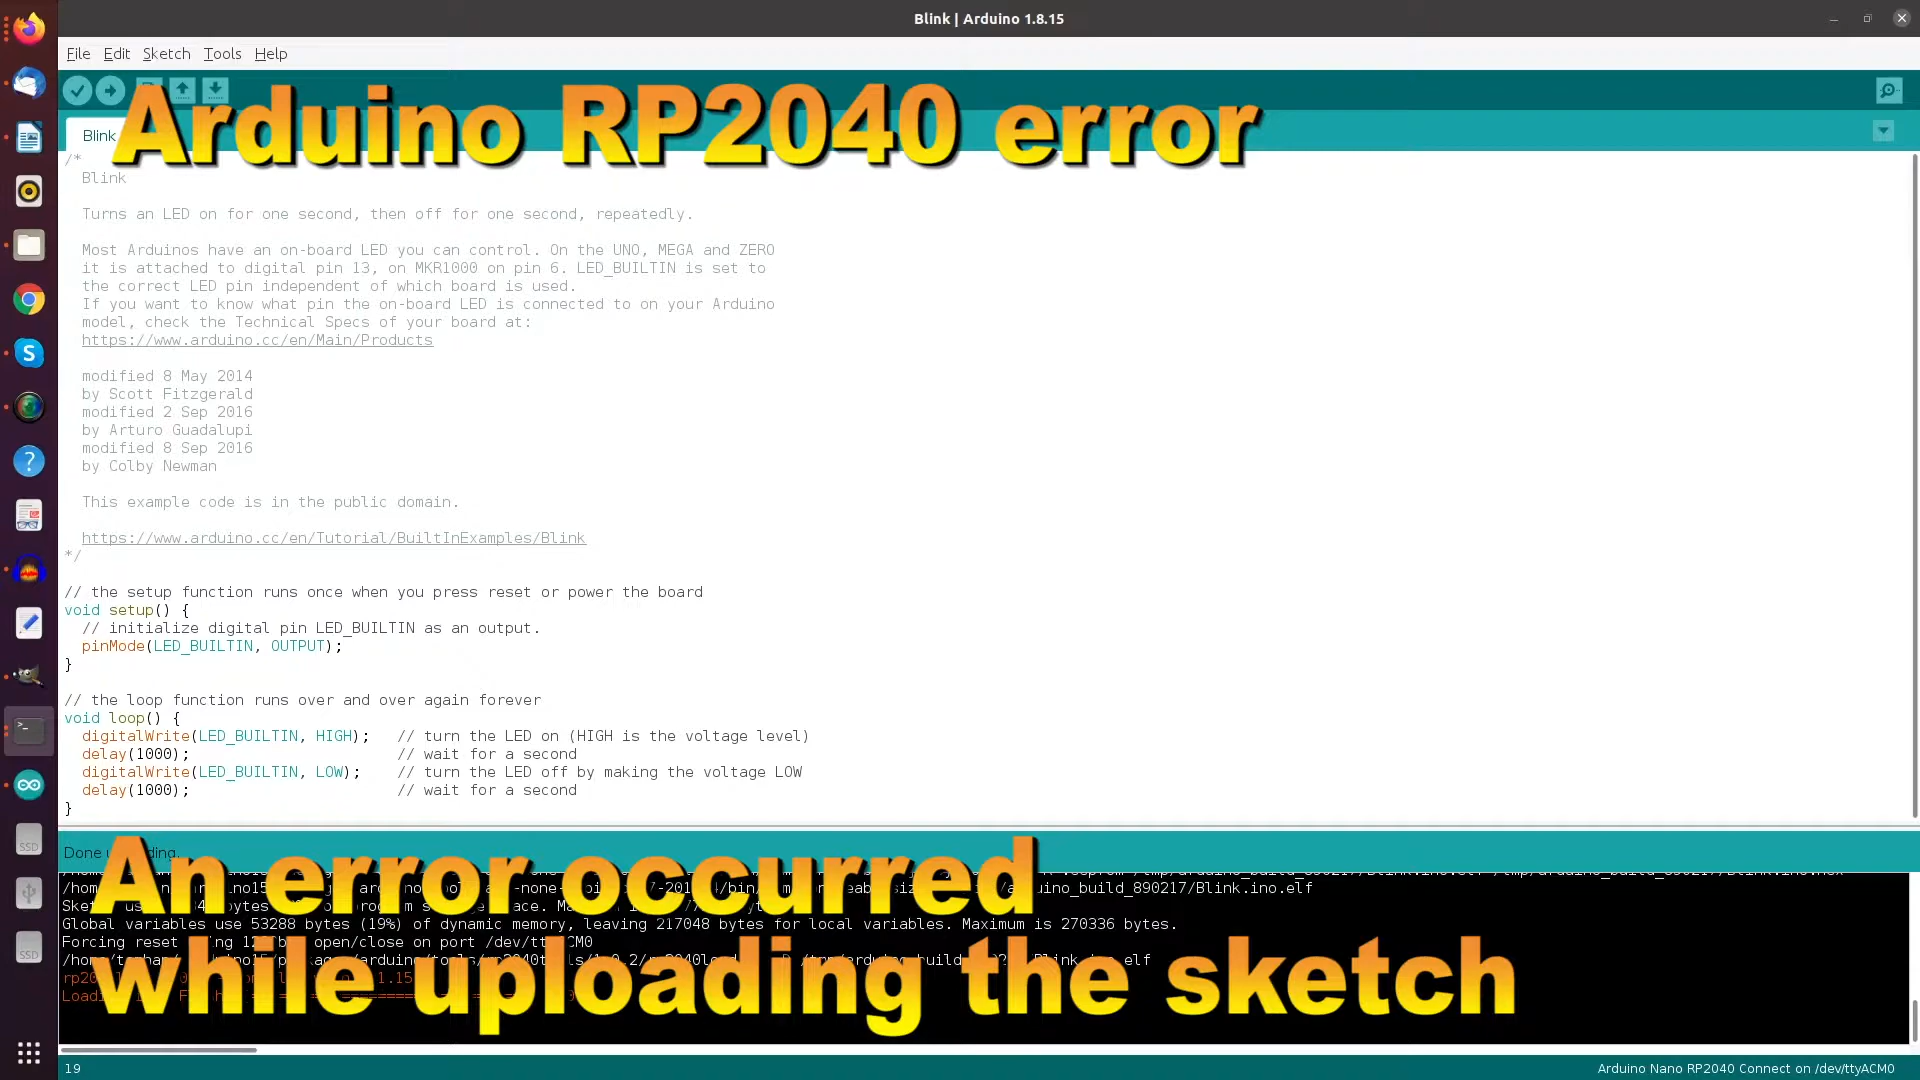 Blink | Arduino 1.8.15
File Edit Sketch Tools Help
Arduino RP2040 error
Blink
/*
Blink
Turns an LED on for one second, then off for one second, repeatedly.
Most Arduinos have an on-board LED you can control. On the UNO, MEGA and ZERO
it is attached to digital pin 13, on MKR1000 on pin 6. LED_BUILTIN is set to
the correct LED pin independent of which board is used.
If you want to know what pin the on-board LED is connected to on your Arduino
model, check the Technical Specs of your board at:
https://www.arduino.cc/en/Main/Products
modified 8 May 2014
by Scott Fitzgerald
modified 2 Sep 2016
by Arturo Guadalupi
modified 8 Sep 2016
by Colby Newman
This example code is in the public domain.
https://www.arduino.cc/en/Tutorial/BuiltInExamples/Blink
*/
// the setup function runs once when you press reset or power the board
void setup() {
// initialize digital pin LED_BUILTIN as an output.
pinMode(LED_BUILTIN, OUTPUT);
}
// the loop function runs over and over again forever
void loop() {
digitalWrite(LED_BUILTIN, HIGH); // turn the LED on (HIGH is the voltage level)
delay(1000); // wait for a second
digitalWrite(LED_BUILTIN, LOW); // turn the LED off by making the voltage LOW
delay(1000); // wait for a second
}
Done
An error occurred
while uploading the sketch
Global variables use 53288 bytes (19%) of dynamic memory, leaving 217048 bytes for local variables. Maximum is 270336 bytes.
Forcing reset open/close on port
19
Arduino Nano RP2040 Connect on /dev/ttyACM0
SSD
SSD